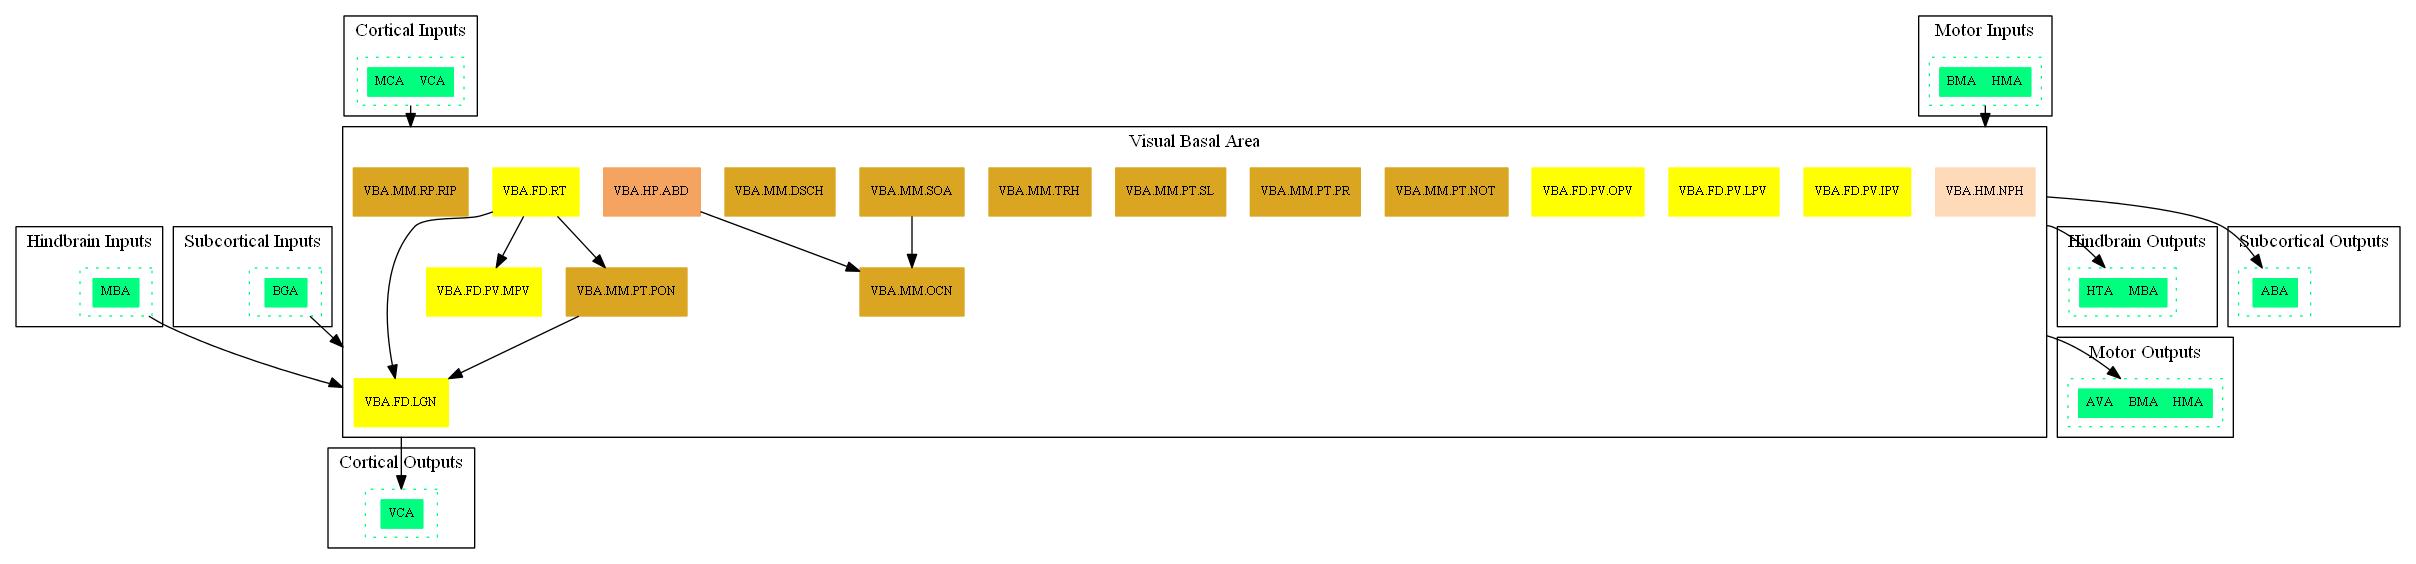 Cortical Inputs
MCA VCA
Motor Inputs
BMA HMA
Visual Basal Area
VBA.MM.RP.RIP
VBA.FD.RT
VBA.HP.ABD
VBA.MM.DSCH
VBA.MM.SOA
VBA.MM.TRH
VBA.MM.PT.SL
VBA.MM.PT.PR
VBA.MM.PT.NOT
VBA.FD.PV.OPV
VBA.FD.PV.LPV
VBA.FD.PV.IPV
VBA.HM.NPH
Hindbrain Inputs
MBA
Subcortical Inputs
BGA
VBA.FD.PV.MPV
VBA.MM.PT.PON
VBA.MM.OCN
Hindbrain Outputs
HTA MBA
Subcortical Outputs
ABA
VBA.FD.LGN
Motor Outputs
AVA BMA HMA
Cortical Outputs
VCA